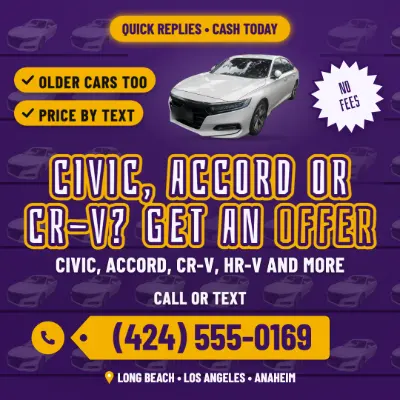 QUICK REPLIES • CASH TODAY
OLDER CARS TOO
PRICE BY TEXT
NO
FEES
CIVIC, ACCORD OR
CR-V? GET AN OFFER
CIVIC, ACCORD, CR-V, HR-V AND MORE
CALL OR TEXT
(424) 555-0169
LONG BEACH • LOS ANGELES • ANAHEIM